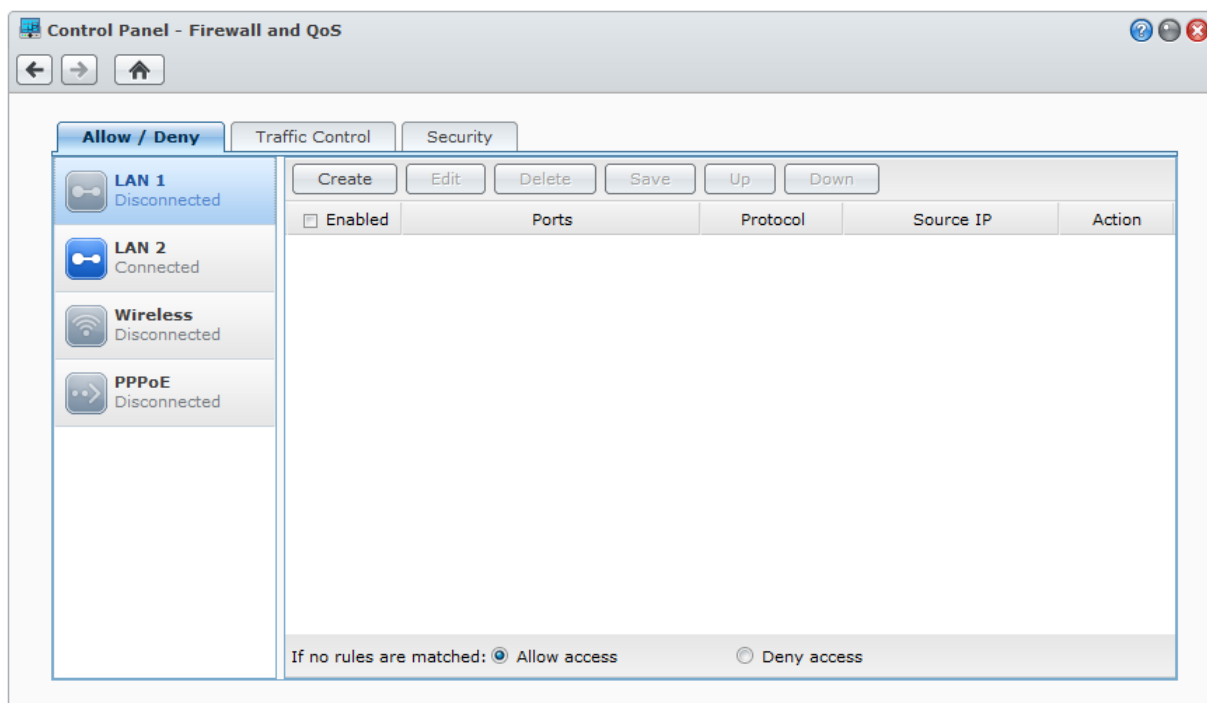 Control Panel - Firewall and QoS
Allow / Deny Traffic Control Security
LAN 1
Disconnected
LAN 2
Connected
Wireless
Disconnected
PPPoE
Disconnected
Create Edit Delete Save Up Down
Enabled Ports Protocol Source IP Action
If no rules are matched: Allow access Deny access